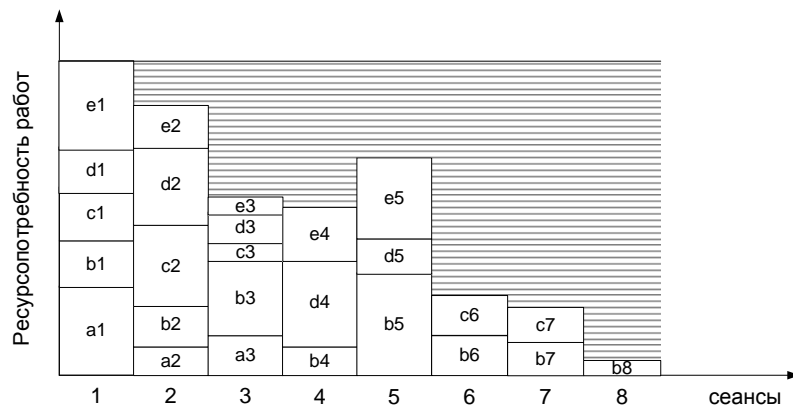 Ресурсопотребность работ
e1
d1
c1
b1
a1
e2
d2
c2
b2
a2
e3
d3
c3
b3
a3
e4
d4
b4
e5
d5
b5
c6
b6
c7
b7
b8
1 2 3 4 5 6 7 8 сеансы